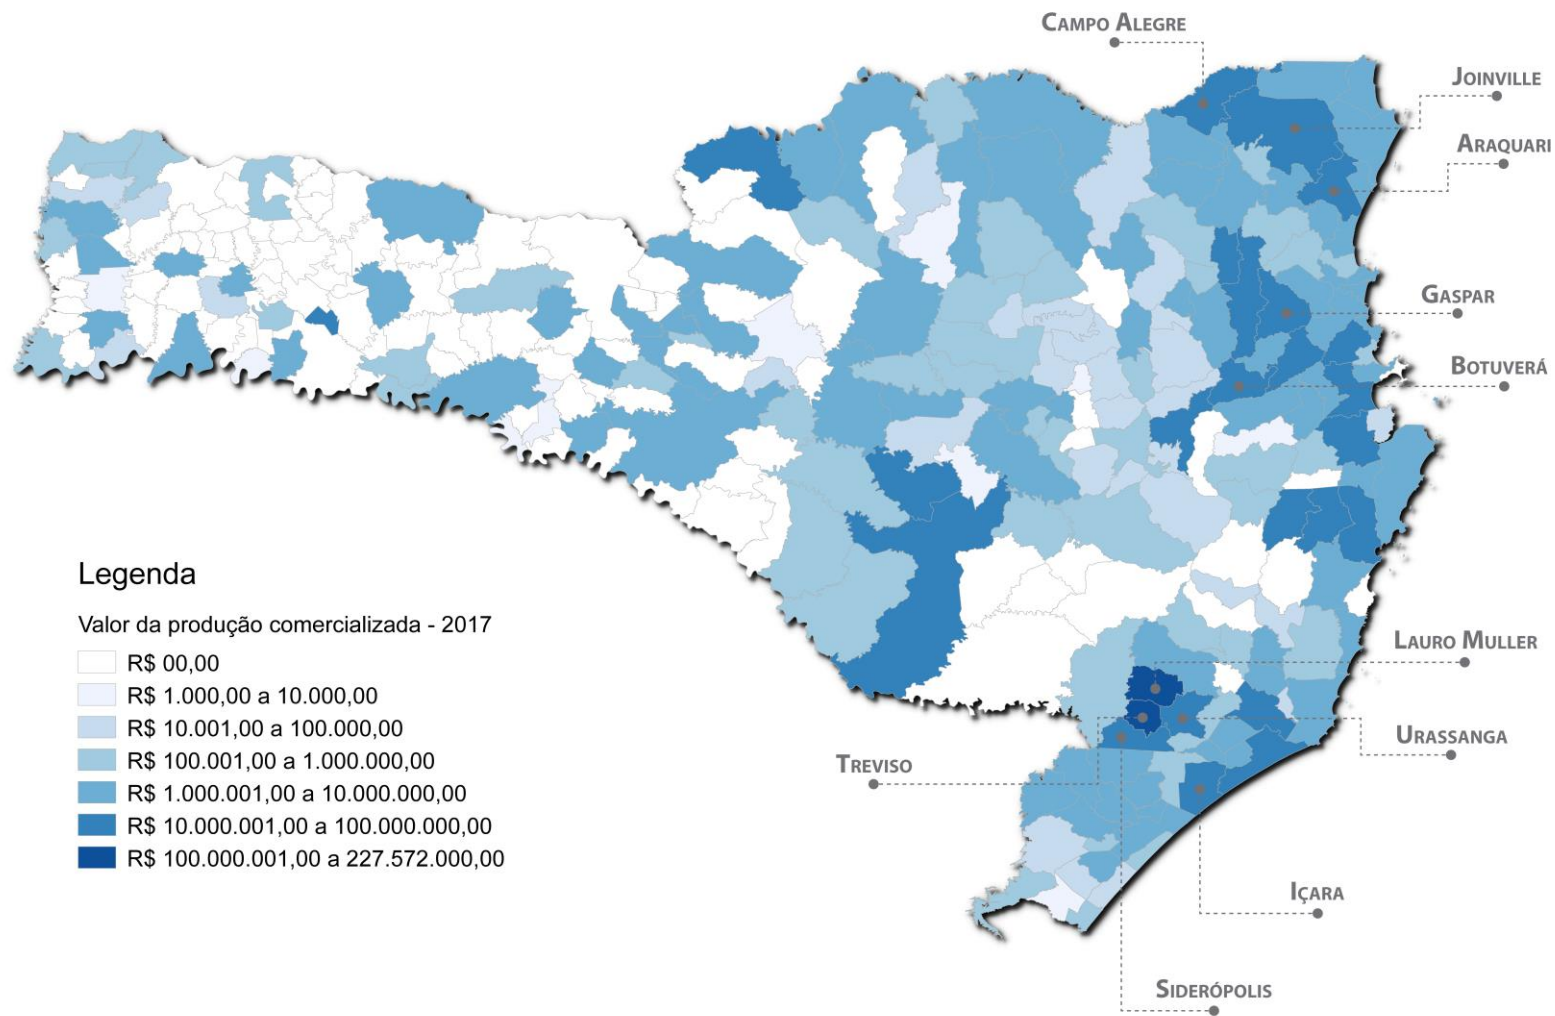 CAMPO ALEGRE
JOINVILLE
ARAQUARI
GASPAR
BOTUVERÁ
LAURO MULLER
URASSANGA
TREVISO
IÇARA
SIDERÓPOLIS
Legenda
Valor da produção comercializada - 2017
R$ 00,00
R$ 1.000,00 a 10.000,00
R$ 10.001,00 a 100.000,00
R$ 100.001,00 a 1.000.000,00
R$ 1.000.001,00 a 10.000.000,00
R$ 10.000.001,00 a 100.000.000,00
R$ 100.000.001,00 a 227.572.000,00